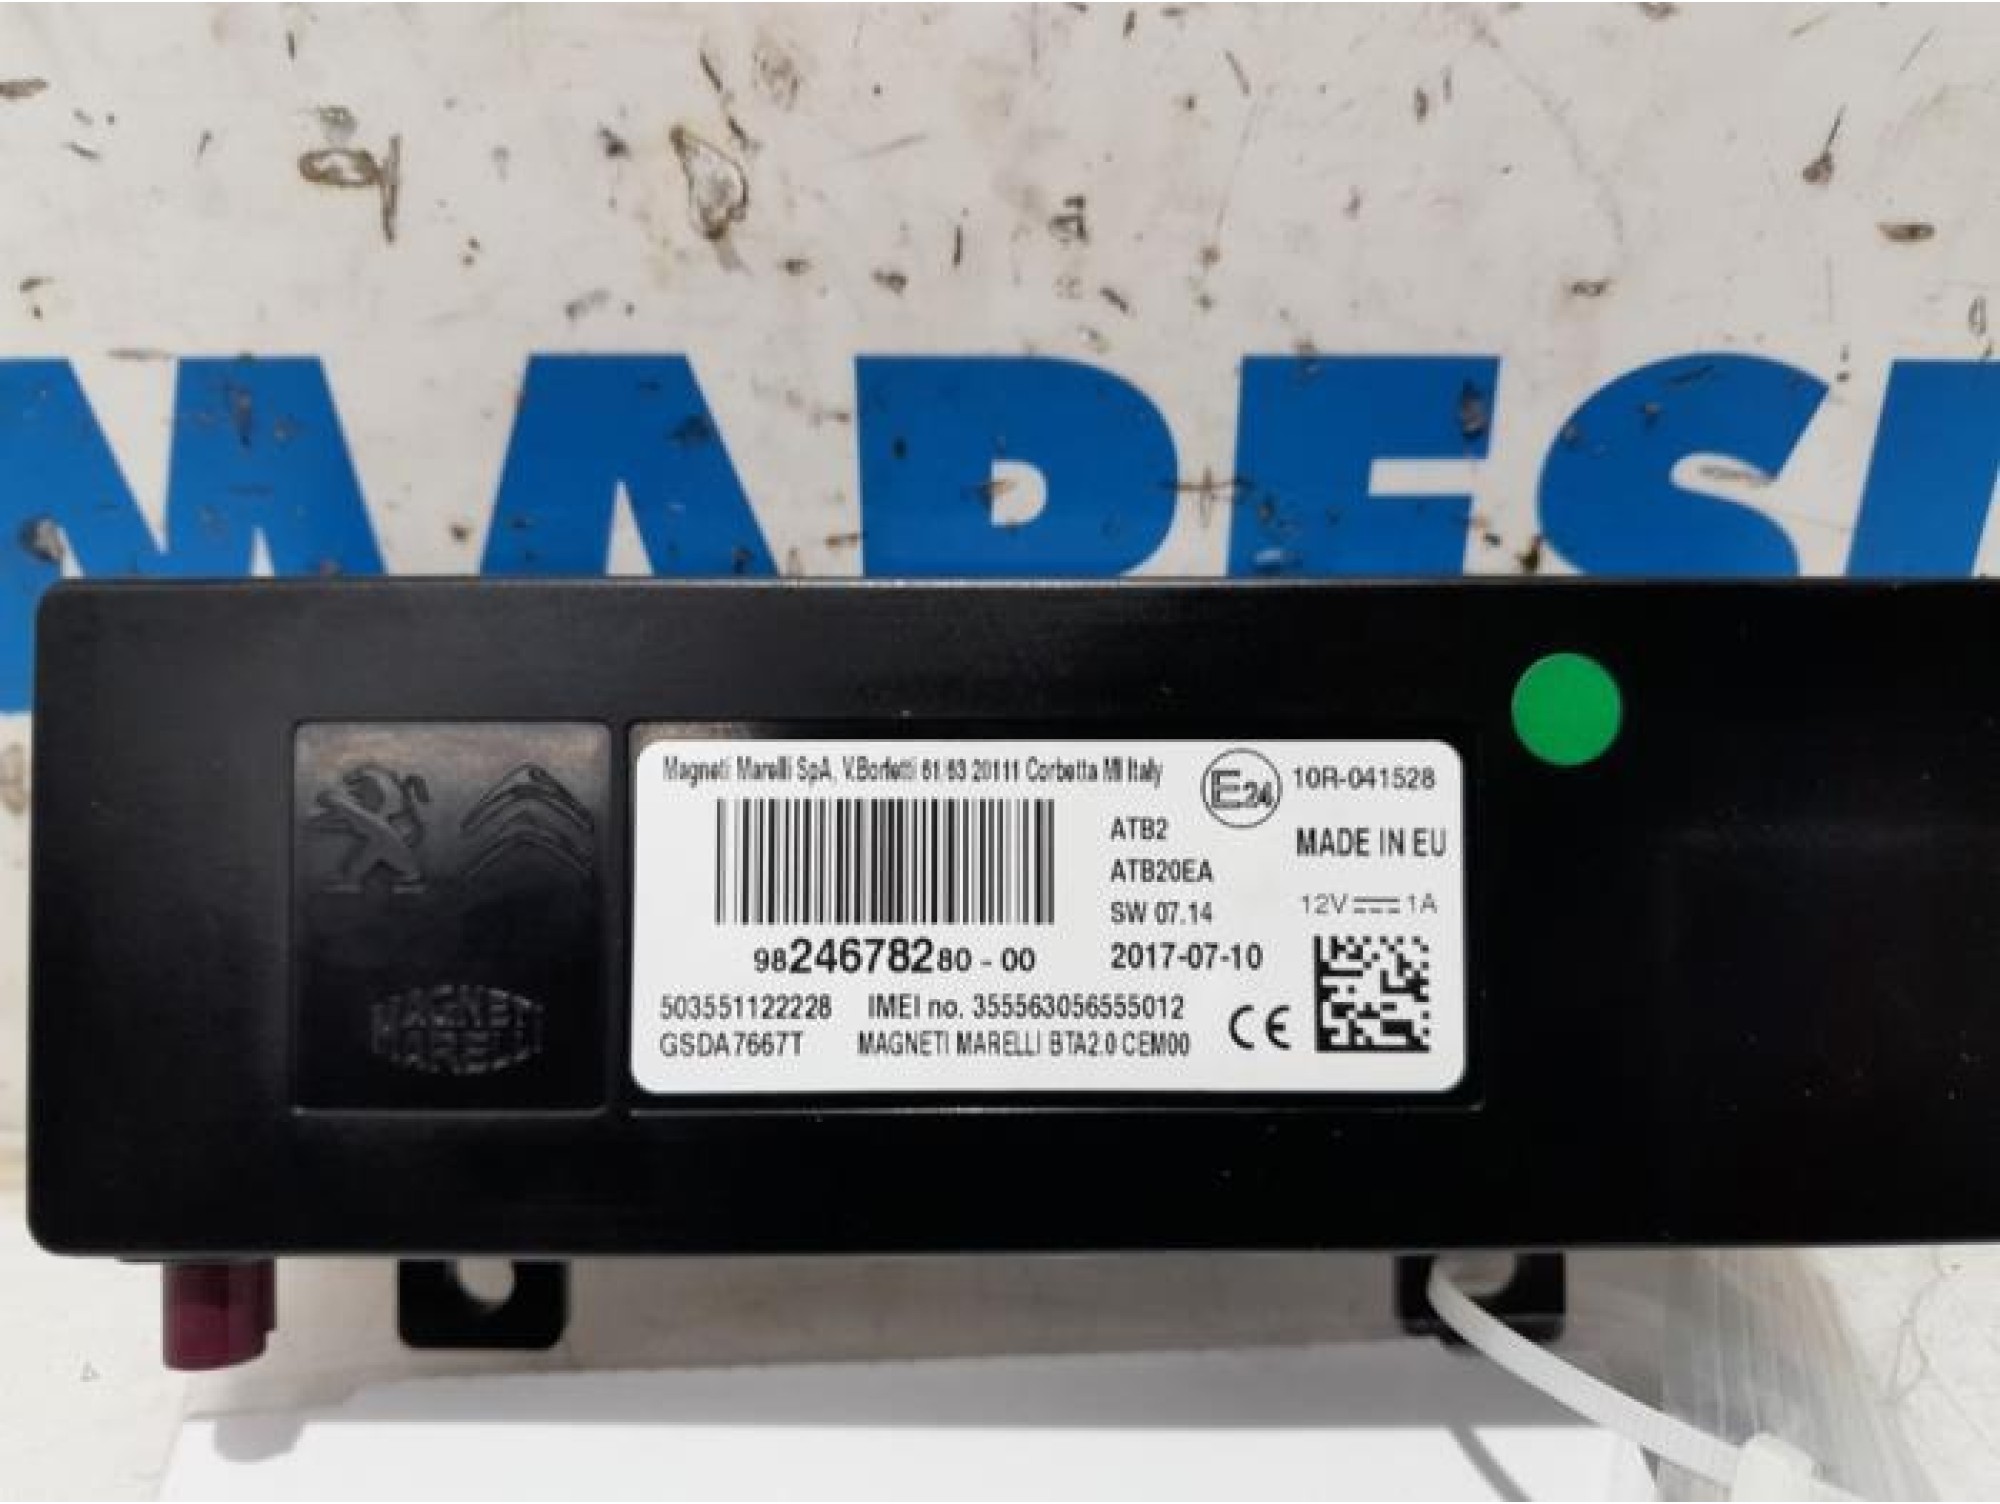 MARESI
Magneti Marelli SpA, V.Borletti 61/63 20111 Corbetta MI Italy
E24
10R-041528
ATB2
MADE IN EU
ATB20EA
12V 1A
SW 07.14
9824678280 - 00
2017-07-10
503551122228 IMEI no. 355563056555012
CE
GSDA7667T MAGNETI MARELLI BTA2.0 CEM00
MAGNETI
MARELLI